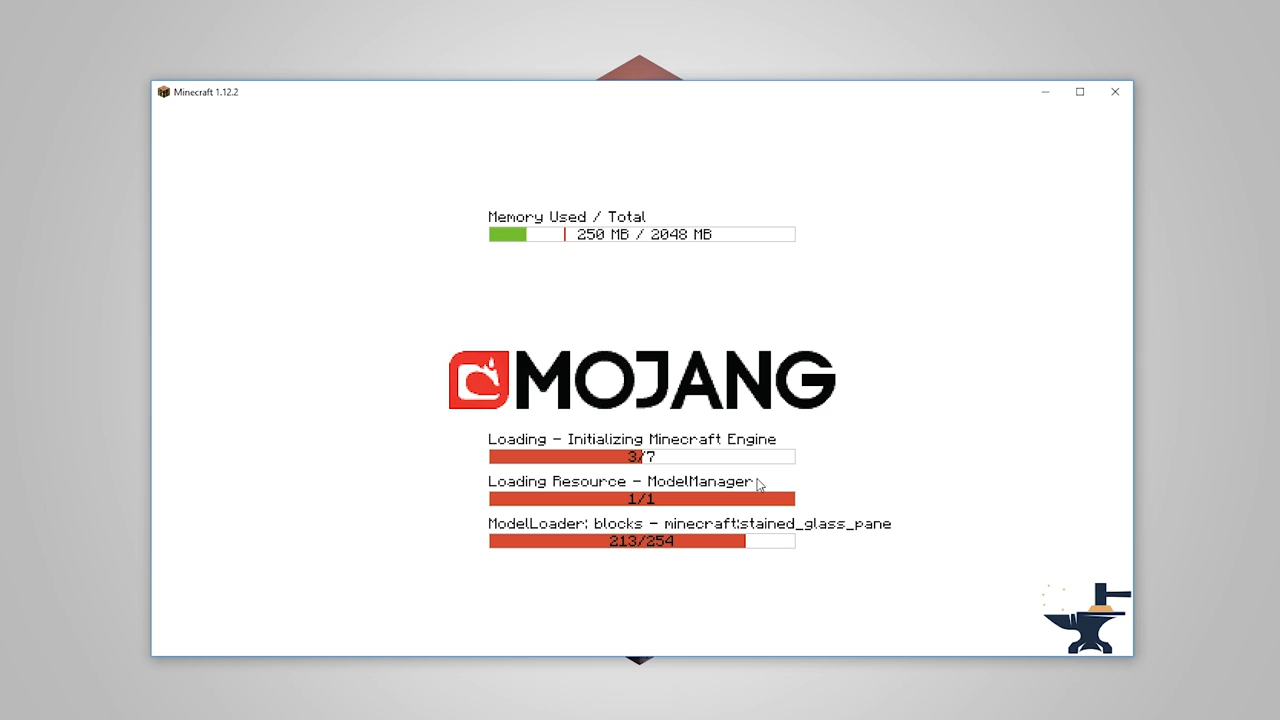 Minecraft 1.12.2
Memory Used / Total
250 MB / 2048 MB
MOJANG
Loading - Initializing Minecraft Engine
3/7
Loading Resource - ModelManager
1/1
ModelLoader: blocks - minecraft:stained_glass_pane
213/254